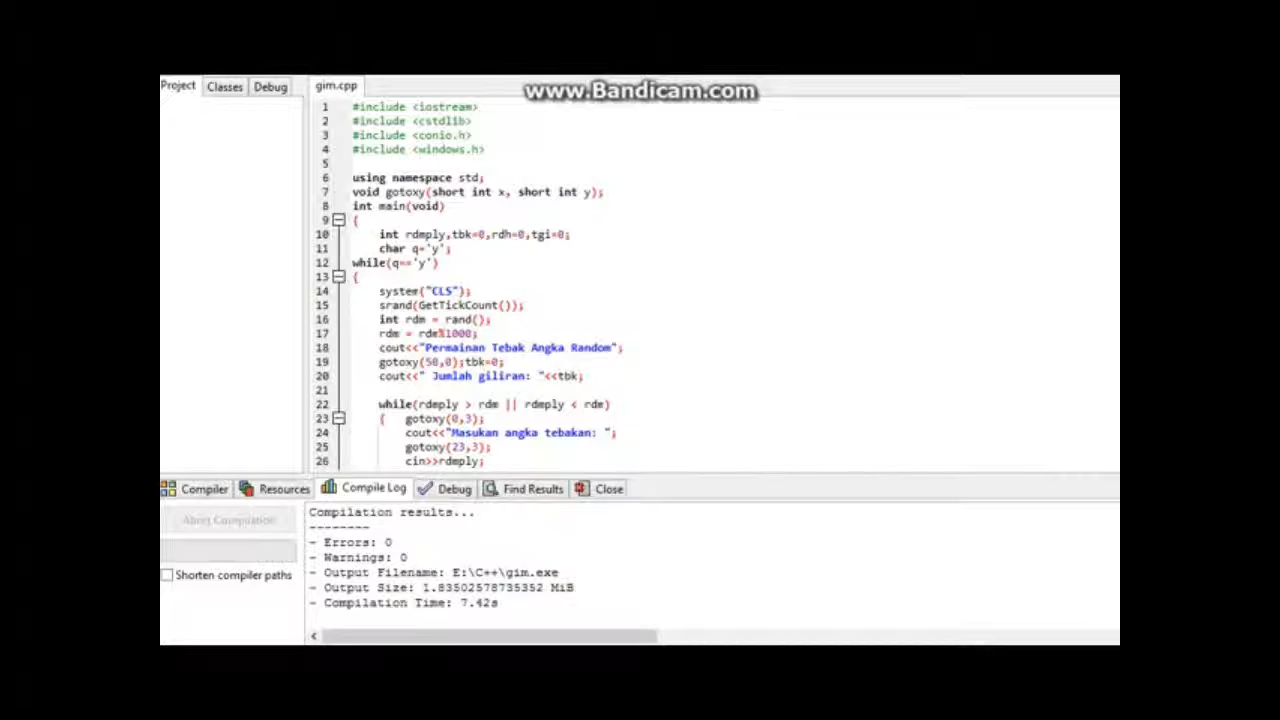 www.Bandicam.com
Project Classes Debug gim.cpp
1 #include <iostream>
2 #include <cstdlib>
3 #include <conio.h>
4 #include <windows.h>
5
6 using namespace std;
7 void gotoxy(short int x, short int y);
8 int main(void)
9 {
10 int rdmply,tbk=0,rdh=0,tgi=0;
11 char q='y';
12 while(q=='y')
13 {
14 system("CLS");
15 srand(GetTickCount());
16 int rdm = rand();
17 rdm = rdm%1000;
18 cout<<"Permainan Tebak Angka Random";
19 gotoxy(50,0);tbk=0;
20 cout<<" Jumlah giliran: "<<tbk;
21
22 while(rdmply > rdm || rdmply < rdm)
23 { gotoxy(0,3);
24 cout<<"Masukan angka tebakan: ";
25 gotoxy(23,3);
26 cin>>rdmply;
Compiler Resources Compile Log Debug Find Results Close
Abort Compilation
Shorten compiler paths
Compilation results...
--------
- Errors: 0
- Warnings: 0
- Output Filename: E:\C++\gim.exe
- Output Size: 1.83502578735352 MiB
- Compilation Time: 7.42s